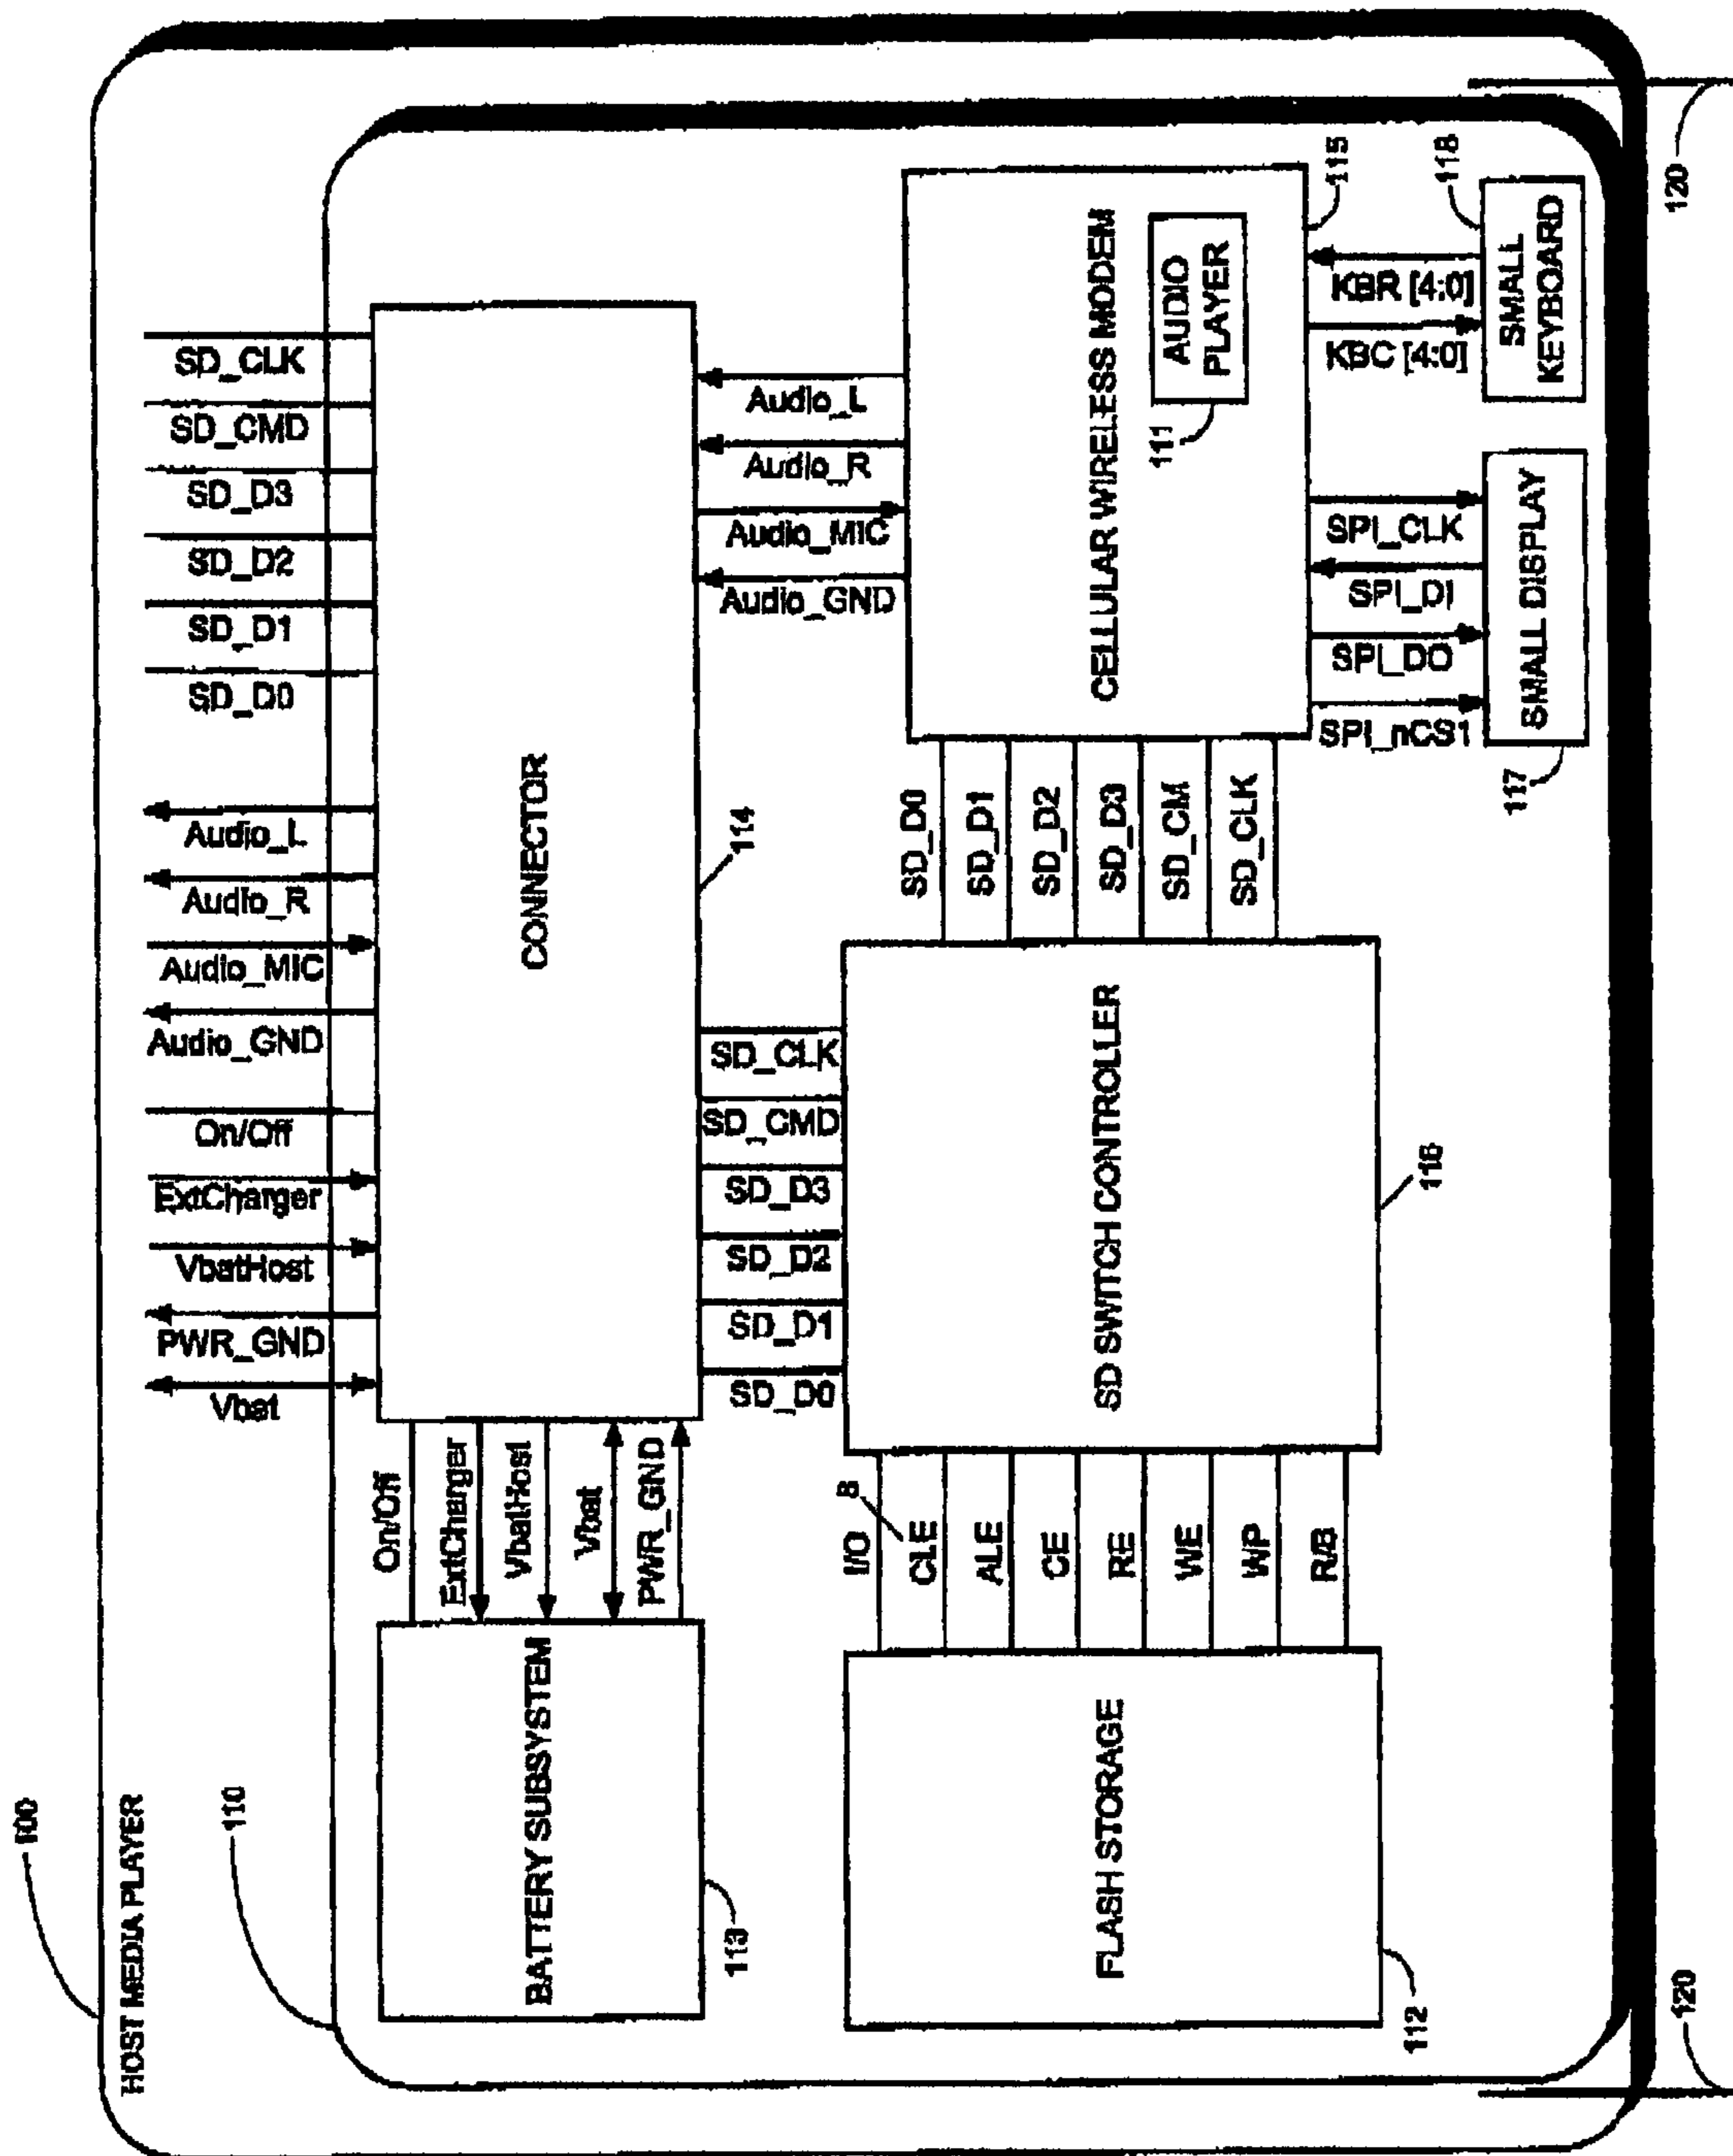 100
HOST MEDIA PLAYER
110
Vbat
PWR_GND
VbatHost
ExtCharger
On/Off
Audio_GND
Audio_MIC
Audio_R
Audio_L
SD_D0
SD_D1
SD_D2
SD_D3
SD_CMD
SD_CLK
BATTERY SUBSYSTEM
113
On/Off
ExtCharger
VbatHost
Vbat
PWR_GND
CONNECTOR
114
SD_D0
SD_D1
SD_D2
SD_D3
SD_CMD
SD_CLK
Audio_GND
Audio_MIC
Audio_R
Audio_L
FLASH STORAGE
112
I/O
8
CLE
ALE
CE
RE
WE
WP
R/B
SD SWITCH CONTROLLER
116
SD_D0
SD_D1
SD_D2
SD_D3
SD_CM
SD_CLK
CELLULAR WIRELESS MODEM
111
AUDIO
PLAYER
115
SPI_nCS1
SPI_DO
SPI_DI
SPI_CLK
KBC [4:0]
KBR [4:0]
117
SMALL DISPLAY
118
SMALL
KEYBOARD
120
120